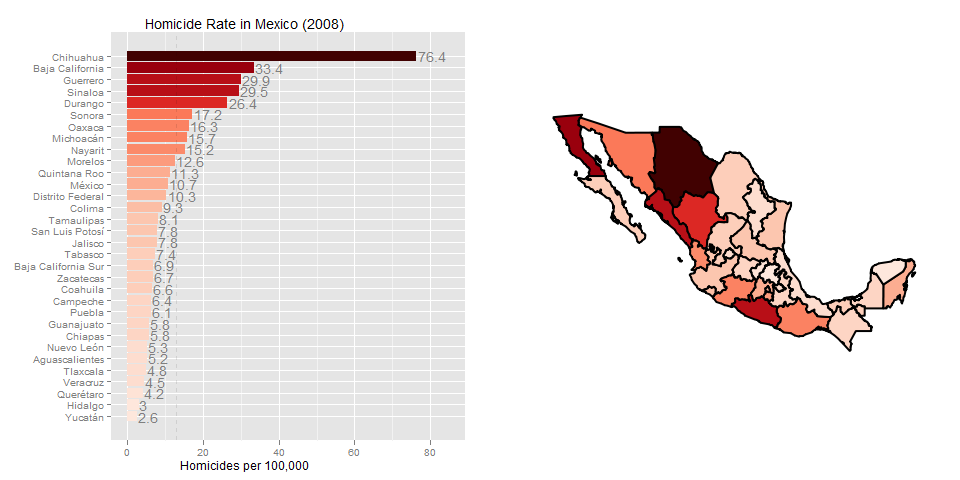 Homicide Rate in Mexico (2008)
Chihuahua 76.4
Baja California 33.4
Guerrero 29.9
Sinaloa 29.5
Durango 26.4
Sonora 17.2
Oaxaca 16.3
Michoacán 15.7
Nayarit 15.2
Morelos 12.6
Quintana Roo 11.3
México 10.7
Distrito Federal 10.3
Colima 9.3
Tamaulipas 8.1
San Luis Potosí 7.8
Jalisco 7.8
Tabasco 7.4
Baja California Sur 6.9
Zacatecas 6.7
Coahuila 6.6
Campeche 6.4
Puebla 6.1
Guanajuato 5.8
Chiapas 5.8
Nuevo León 5.3
Aguascalientes 5.2
Tlaxcala 4.8
Veracruz 4.5
Querétaro 4.2
Hidalgo 3
Yucatán 2.6
0 20 40 60 80
Homicides per 100,000